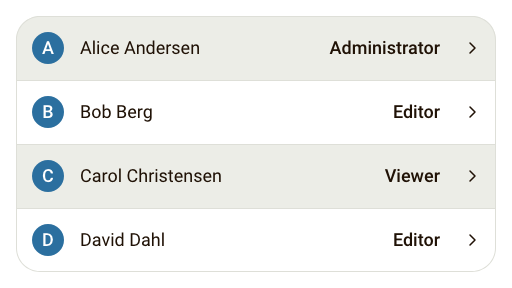 A Alice Andersen Administrator
B Bob Berg Editor
C Carol Christensen Viewer
D David Dahl Editor